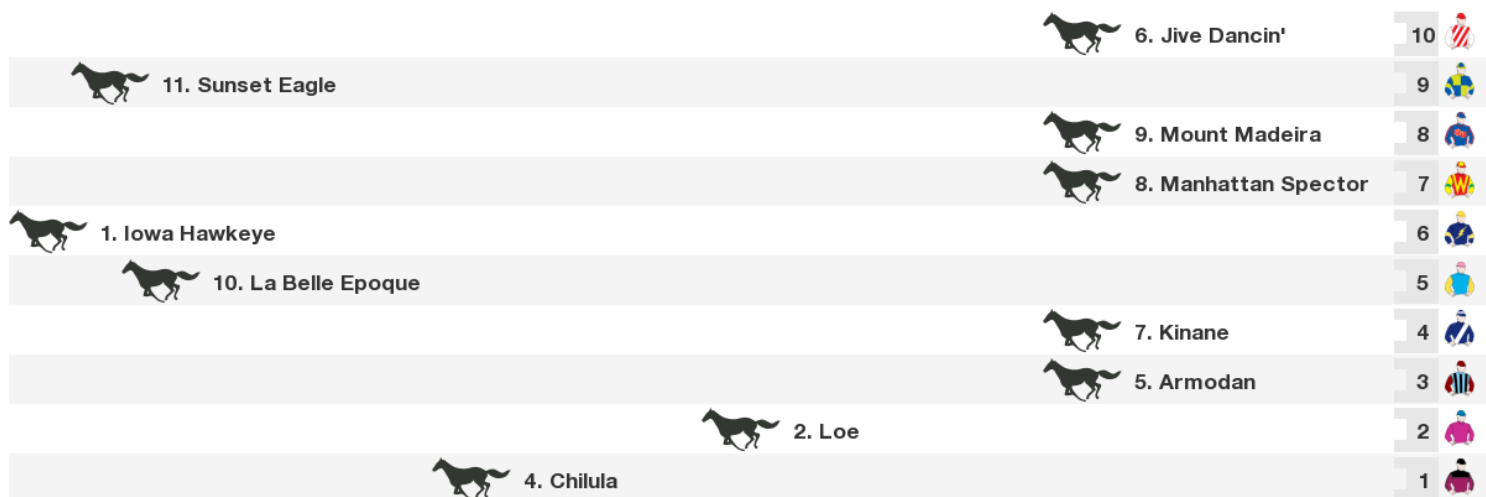 6. Jive Dancin' 10
11. Sunset Eagle 9
9. Mount Madeira 8
8. Manhattan Spector 7 W
1. Iowa Hawkeye 6
10. La Belle Epoque 5
7. Kinane 4
5. Armodan 3
2. Loe 2
4. Chilula 1